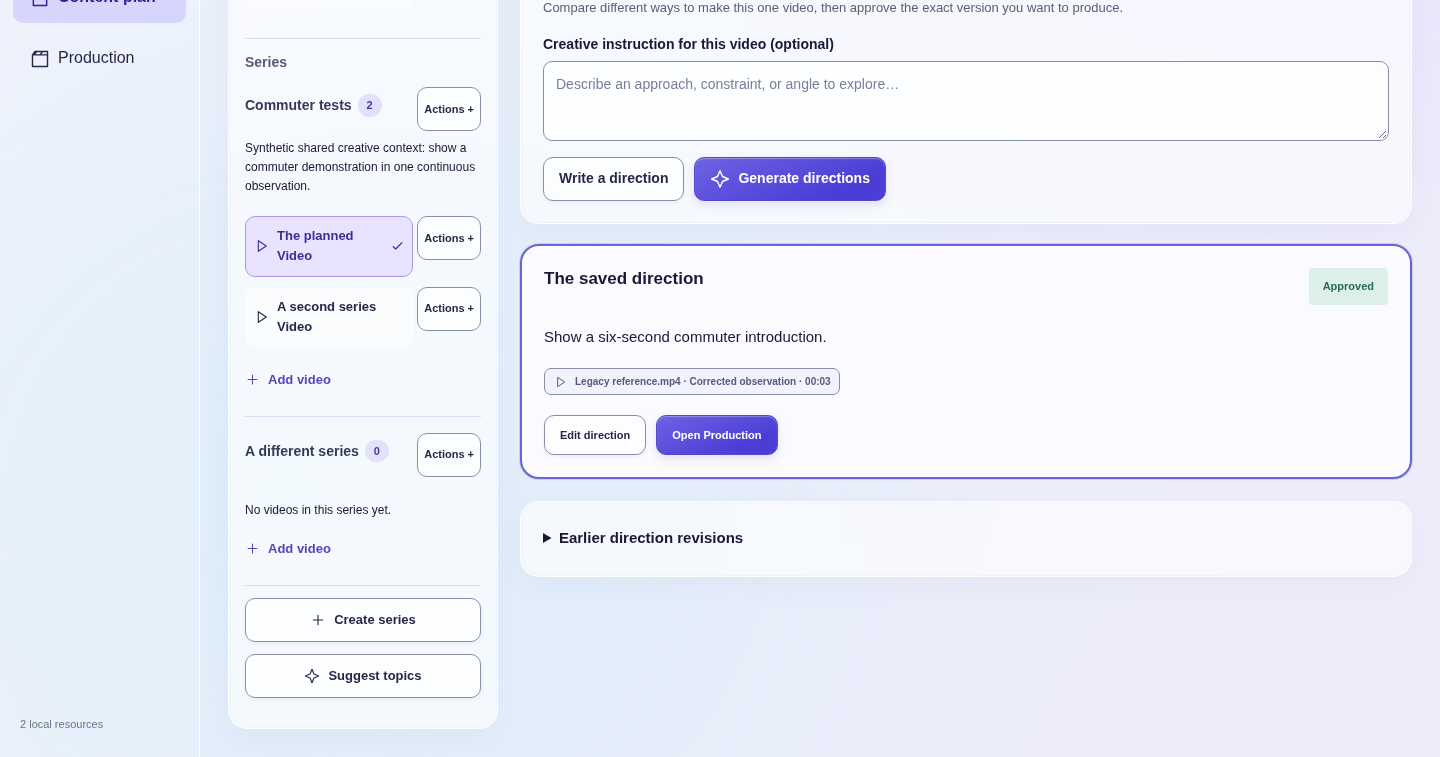 Content plan
Production
2 local resources
Series
Commuter tests 2
Actions +
Synthetic shared creative context: show a
commuter demonstration in one continuous
observation.
The planned
Video
Actions +
A second series
Video
Actions +
Add video
A different series 0
Actions +
No videos in this series yet.
Add video
Create series
Suggest topics
Compare different ways to make this one video, then approve the exact version you want to produce.
Creative instruction for this video (optional)
Describe an approach, constraint, or angle to explore…
Write a direction
Generate directions
The saved direction
Approved
Show a six-second commuter introduction.
Legacy reference.mp4 · Corrected observation · 00:03
Edit direction
Open Production
Earlier direction revisions